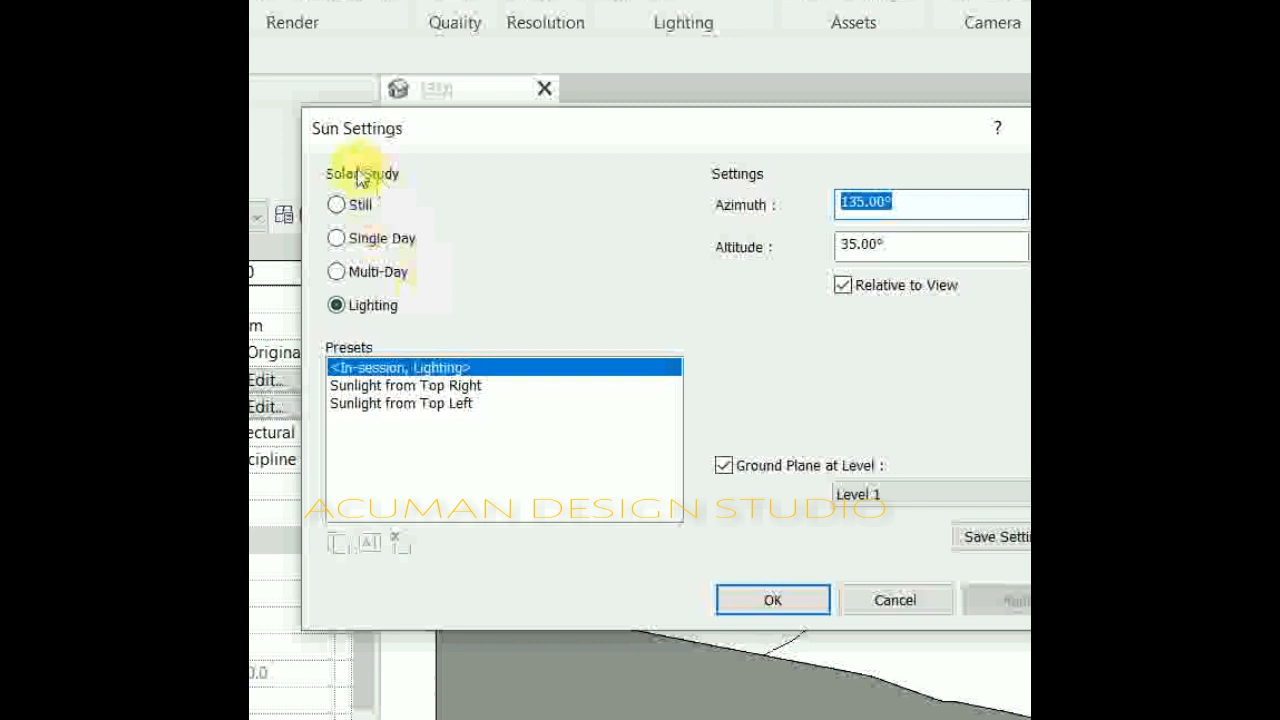 Render Quality Resolution Lighting Assets Camera
Sun Settings ?
Solar Study
Still
Single Day
Multi-Day
Lighting
Settings
Azimuth : 135.00°
Altitude : 35.00°
Relative to View
Presets
<In-session, Lighting>
Sunlight from Top Right
Sunlight from Top Left
Ground Plane at Level :
Level 1
Save Setti
OK Cancel
ACUMAN DESIGN STUDIO
m
Origina
Edit...
Edit...
ectural
cipline